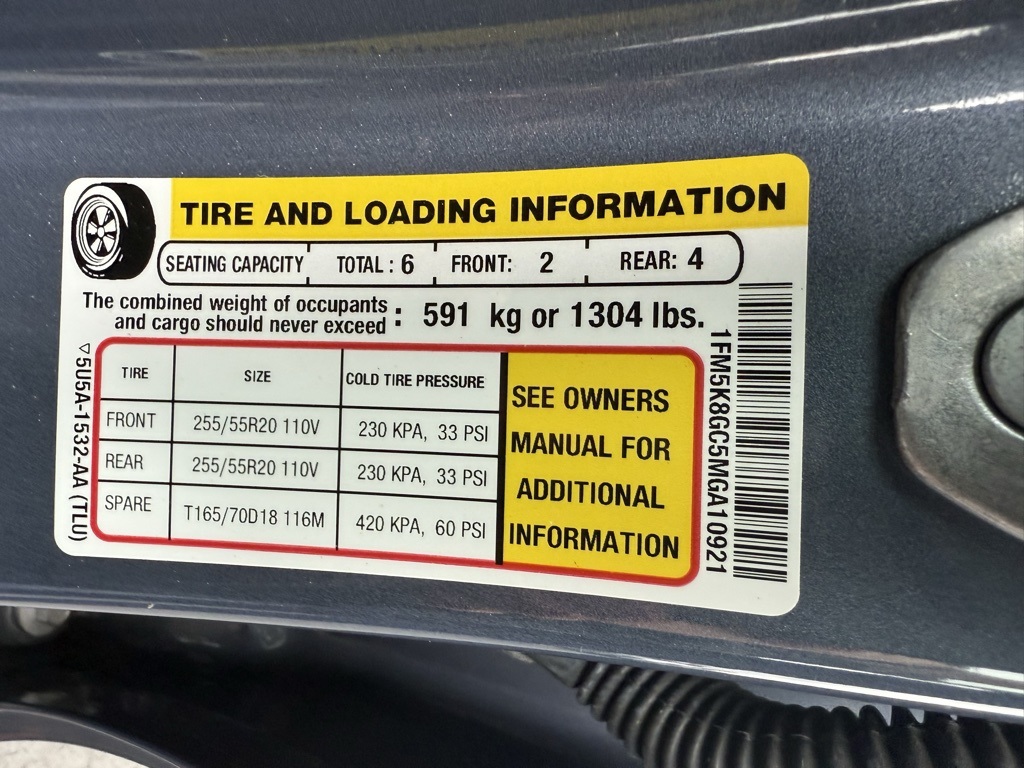 TIRE AND LOADING INFORMATION
SEATING CAPACITY TOTAL : 6 FRONT: 2 REAR: 4
The combined weight of occupants
and cargo should never exceed : 591 kg or 1304 lbs.
TIRE SIZE COLD TIRE PRESSURE
FRONT 255/55R20 110V 230 KPA, 33 PSI
REAR 255/55R20 110V 230 KPA, 33 PSI
SPARE T165/70D18 116M 420 KPA, 60 PSI
SEE OWNERS
MANUAL FOR
ADDITIONAL
INFORMATION
▽5U5A-1532-AA (TLU)
1FM5K8GC5MGA10921